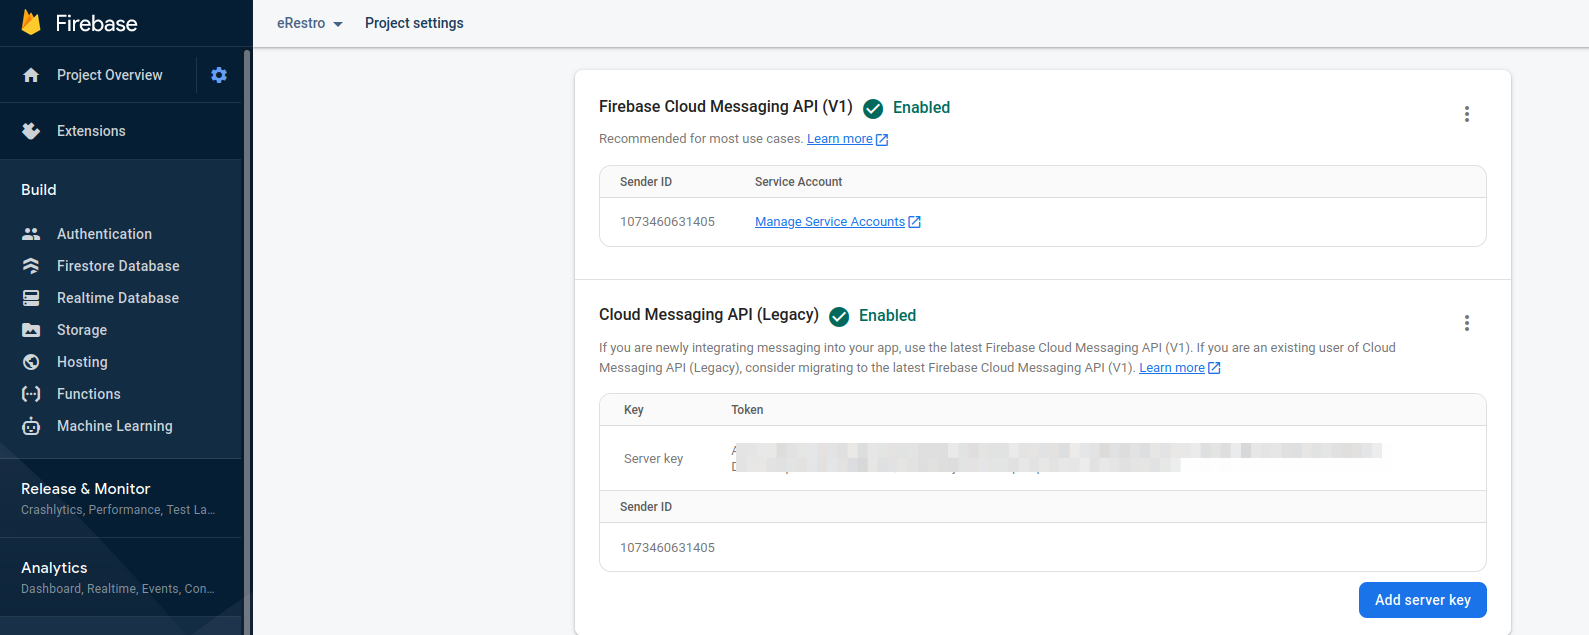 Firebase
eRestro
Project settings
Project Overview
Extensions
Build
Authentication
Firestore Database
Realtime Database
Storage
Hosting
Functions
Machine Learning
Release & Monitor
Crashlytics, Performance, Test La...
Analytics
Dashboard, Realtime, Events, Con...
Firebase Cloud Messaging API (V1) Enabled
Recommended for most use cases. Learn more
Sender ID Service Account
1073460631405 Manage Service Accounts
Cloud Messaging API (Legacy) Enabled
If you are newly integrating messaging into your app, use the latest Firebase Cloud Messaging API (V1). If you are an existing user of Cloud
Messaging API (Legacy), consider migrating to the latest Firebase Cloud Messaging API (V1). Learn more
Key Token
Server key
Sender ID
1073460631405
Add server key